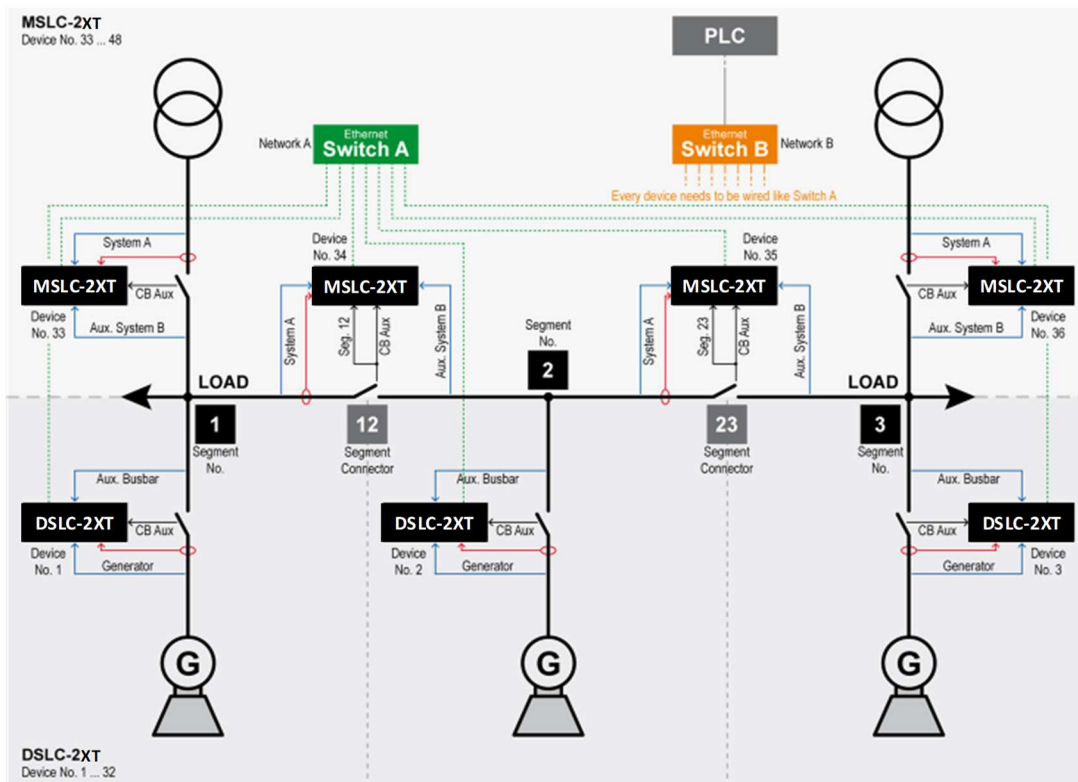 MSLC-2XT
Device No. 33 ... 48
PLC
Network A
Ethernet
Switch A
Ethernet
Switch B
Network B
Every device needs to be wired like Switch A
System A
MSLC-2XT
CB Aux
Device
No. 33
Aux. System B
Device
No. 34
MSLC-2XT
System A
Seg. 12
CB Aux
Aux. System B
Device
No. 35
MSLC-2XT
System A
Seg. 23
CB Aux
Aux. System B
System A
MSLC-2XT
CB Aux
Device
No. 36
Aux. System B
Segment
No.
2
LOAD
LOAD
1
Segment
No.
12
Segment
Connector
23
Segment
Connector
3
Segment
No.
Aux. Busbar
DSLC-2XT
CB Aux
Device
No. 1
Generator
G
Aux. Busbar
DSLC-2XT
CB Aux
Device
No. 2
Generator
G
Aux. Busbar
DSLC-2XT
CB Aux
Device
No. 3
Generator
G
DSLC-2XT
Device No. 1 ... 32